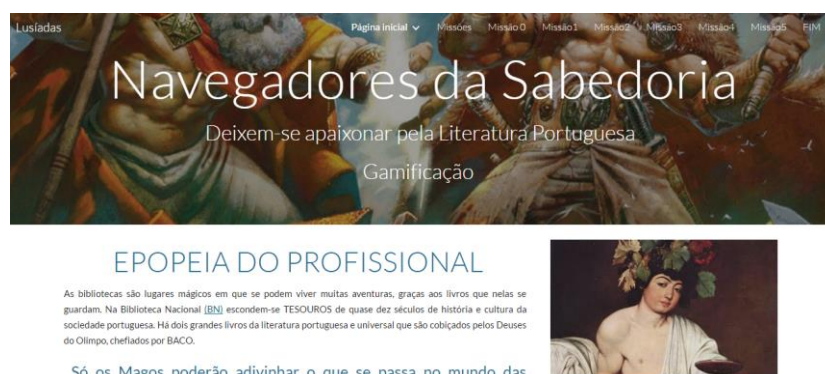 Lusíadas
Página inicial Missões Missão 0 Missão1 Missão2 Missão3 Missão4 Missão5 FIM
Navegadores da Sabedoria
Deixem-se apaixonar pela Literatura Portuguesa
Gamificação
EPOPEIA DO PROFISSIONAL
As bibliotecas são lugares mágicos em que se podem viver muitas aventuras, graças aos livros que nelas se
guardam. Na Biblioteca Nacional (BN) escondem-se TESOUROS de quase dez séculos de história e cultura da
sociedade portuguesa. Há dois grandes livros da literatura portuguesa e universal que são cobiçados pelos Deuses
do Olimpo, chefiados por BACO.
Só os Magos poderão adivinhar o que se passa no mundo das